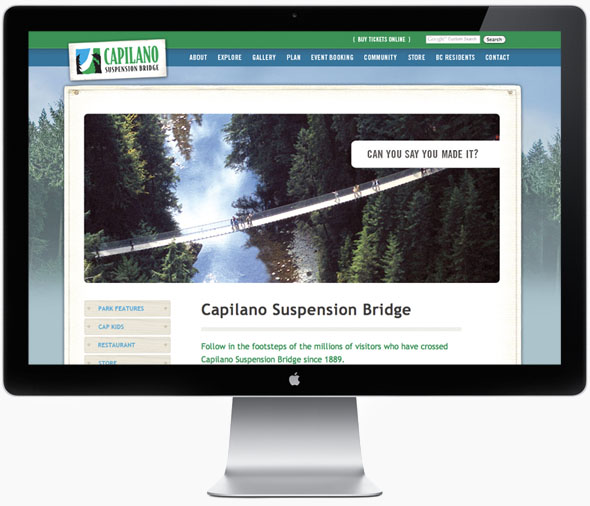 ( BUY TICKETS ONLINE )
Google™ Custom Search
Search
CAPILANO
SUSPENSION BRIDGE
ABOUT EXPLORE GALLERY PLAN EVENT BOOKING COMMUNITY STORE BC RESIDENTS CONTACT
CAN YOU SAY YOU MADE IT?
PARK FEATURES
CAP KIDS
RESTAURANT
STORE
Capilano Suspension Bridge
Follow in the footsteps of the millions of visitors who have crossed
Capilano Suspension Bridge since 1889.